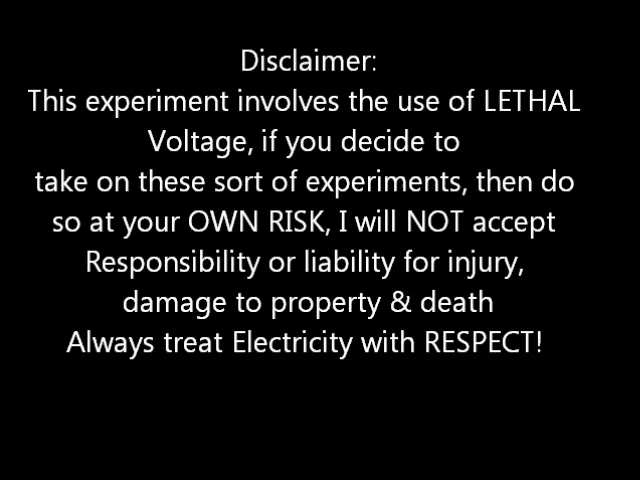 Disclaimer:
This experiment involves the use of LETHAL
Voltage, if you decide to
take on these sort of experiments, then do
so at your OWN RISK, I will NOT accept
Responsibility or liability for injury,
damage to property & death
Always treat Electricity with RESPECT!